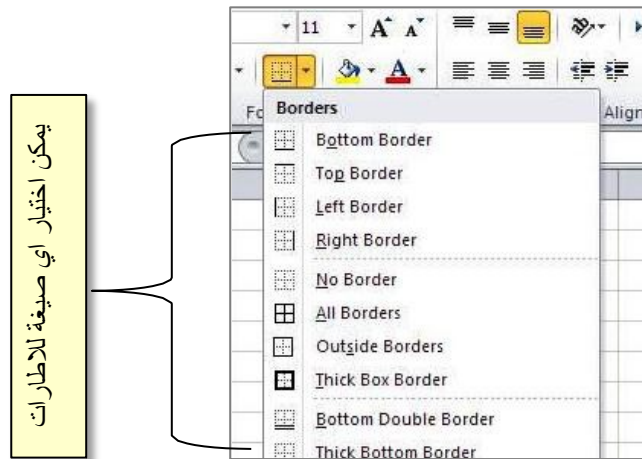 11 A A
A
Fo
Align
Borders
Bottom Border
Top Border
Left Border
Right Border
No Border
All Borders
Outside Borders
Thick Box Border
Bottom Double Border
Thick Bottom Border
يمكن اختيار اي صيغة للاطارات